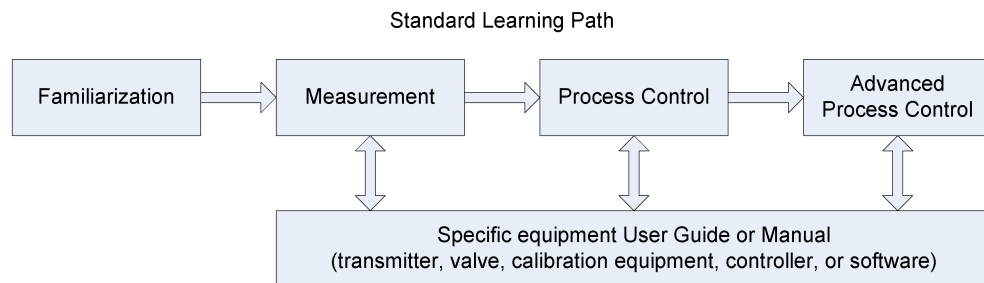 Standard Learning Path
Familiarization
Measurement
Process Control
Advanced
Process Control
Specific equipment User Guide or Manual
(transmitter, valve, calibration equipment, controller, or software)